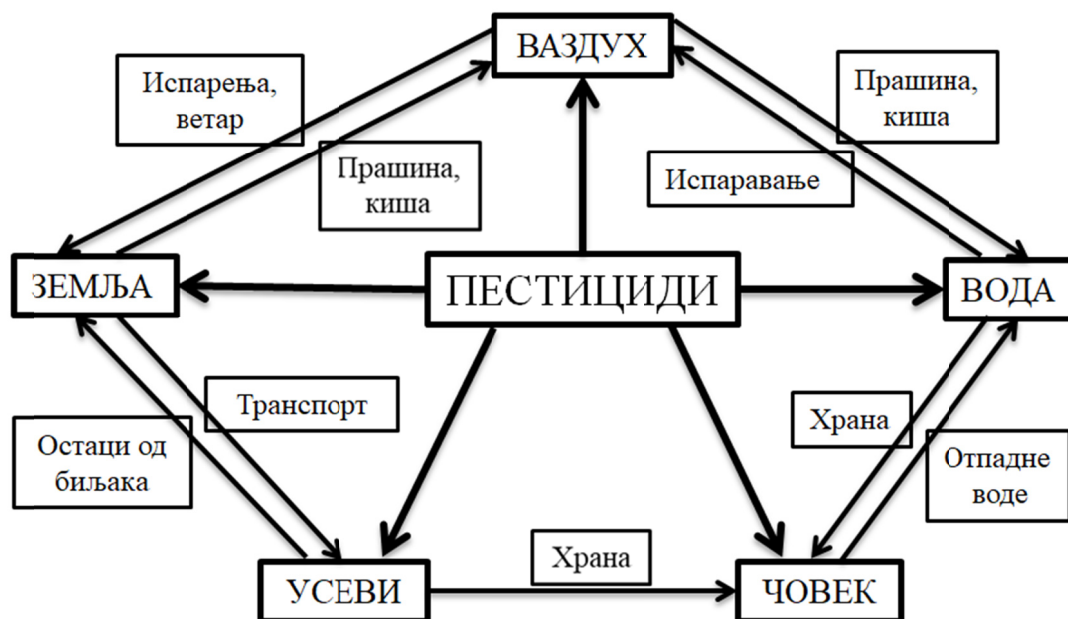 ВАЗДУХ
Испарења,
ветар
Прашина,
киша
Прашина,
киша
Испаравање
ЗЕМЉА
ПЕСТИЦИДИ
ВОДА
Транспорт
Остаци од
биљака
Храна
Отпадне
воде
УСЕВИ
Храна
ЧОВЕК